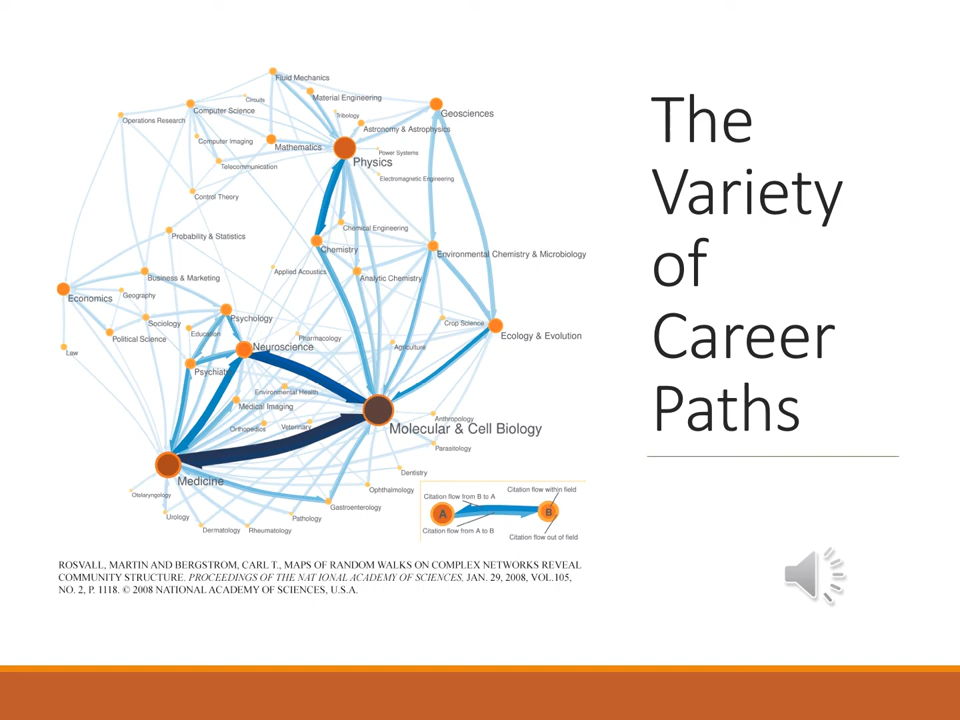 Fluid Mechanics
Circuits
Material Engineering
Computer Science
Tribology
Geosciences
Operations Research
Astronomy & Astrophysics
Computer Imaging
Mathematics
Power Systems
Physics
Telecommunication
Electromagnetic Engineering
Control Theory
Chemical Engineering
Probability & Statistics
Chemistry
Environmental Chemistry & Microbiology
Applied Acoustics
Business & Marketing
Analytic Chemistry
Economics
Geography
Psychology
Sociology
Crop Science
Education
Political Science
Pharmacology
Ecology & Evolution
Neuroscience
Agriculture
Law
Psychiatry
Environmental Health
Medical Imaging
Anthropology
Orthopedics
Veterinary
Molecular & Cell Biology
Parasitology
Dentistry
Medicine
Otolaryngology
Ophthalmology
Gastroenterology
Urology
Pathology
Dermatology
Rheumatology
Citation flow within field
Citation flow from B to A
A
B
Citation flow from A to B
Citation flow out of field
The
Variety
of
Career
Paths
ROSVALL, MARTIN AND BERGSTROM, CARL T., MAPS OF RANDOM WALKS ON COMPLEX NETWORKS REVEAL
COMMUNITY STRUCTURE. PROCEEDINGS OF THE NAT IONAL ACADEMY OF SCIENCES. JAN. 29, 2008, VOL.105,
NO. 2, P. 1118. © 2008 NATIONAL ACADEMY OF SCIENCES, U.S.A.